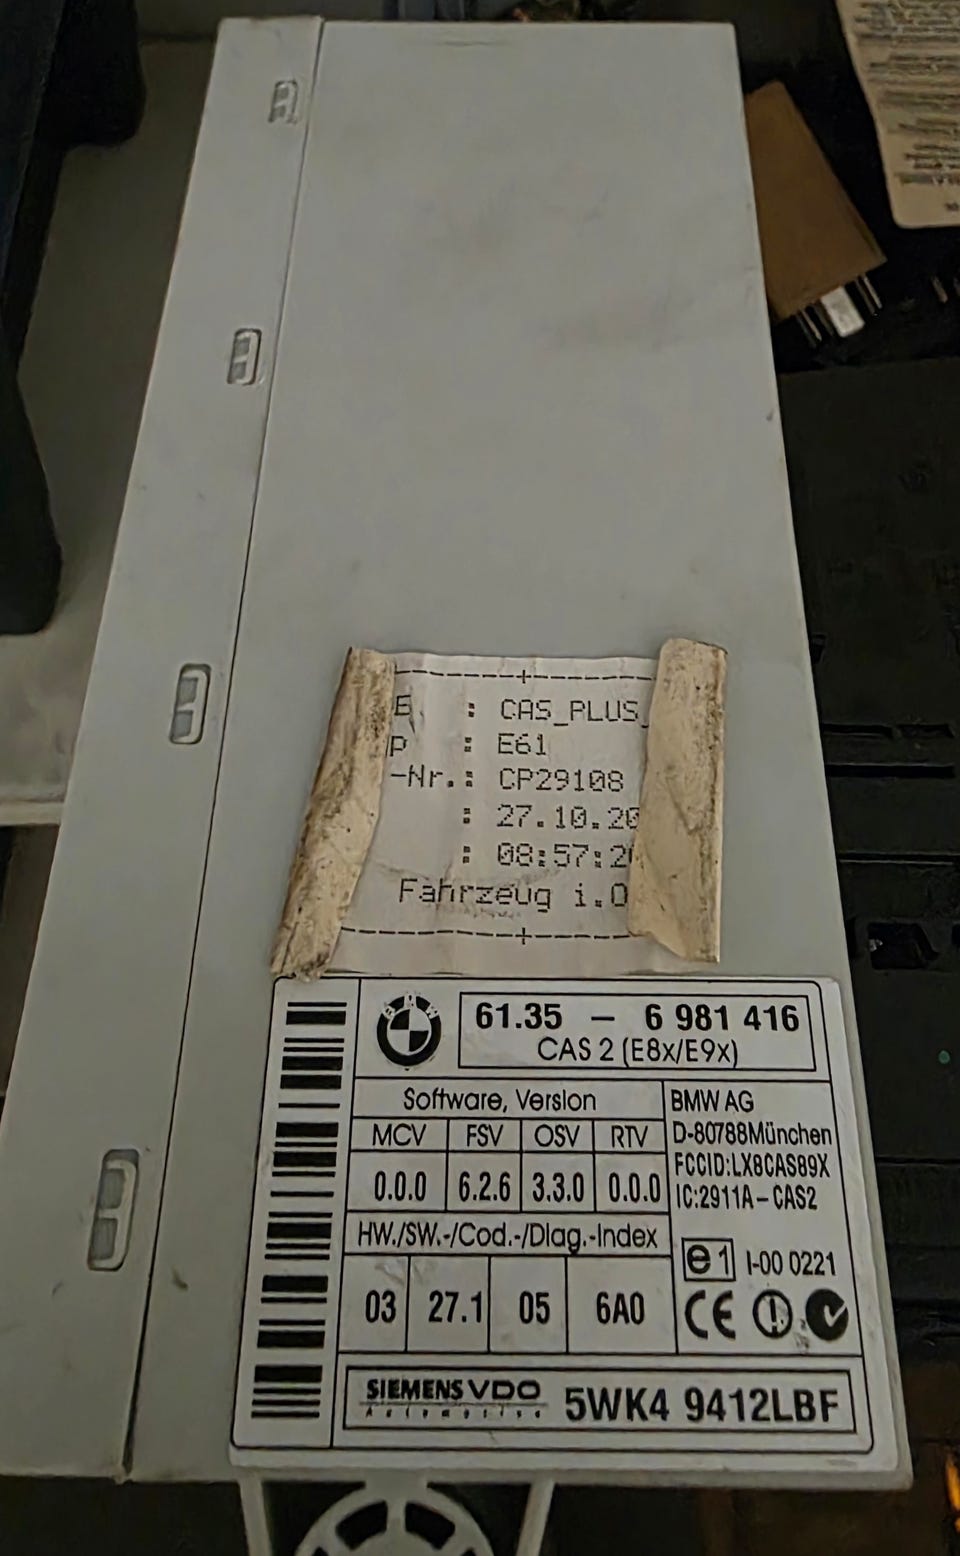 E : CAS_PLUS_
p : E61
-Nr.: CP29108
: 27.10.20
: 08:57:2
Fahrzeug i.O
BMW
61.35 – 6 981 416
CAS 2 (E8x/E9x)
Software, Version
MCV FSV OSV RTV
0.0.0 6.2.6 3.3.0 0.0.0
HW./SW.-/Cod.-/Diag.-Index
03 27.1 05 6A0
BMW AG
D-80788München
FCCID:LX8CAS89X
IC:2911A–CAS2
e1 I-00 0221
CE
SIEMENS VDO
Automotive
5WK4 9412LBF